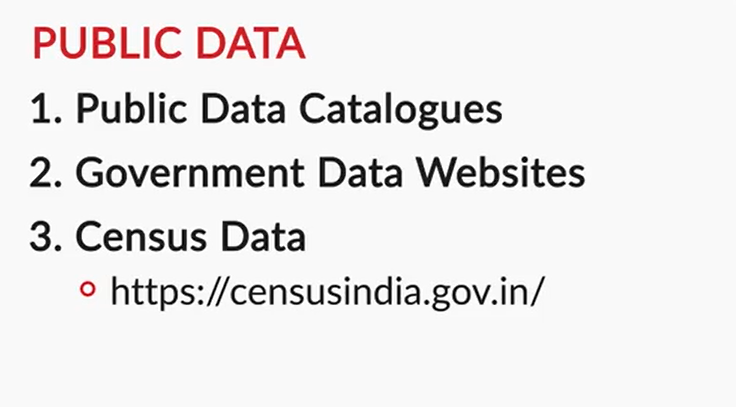 PUBLIC DATA
1. Public Data Catalogues
2. Government Data Websites
3. Census Data
https://censusindia.gov.in/